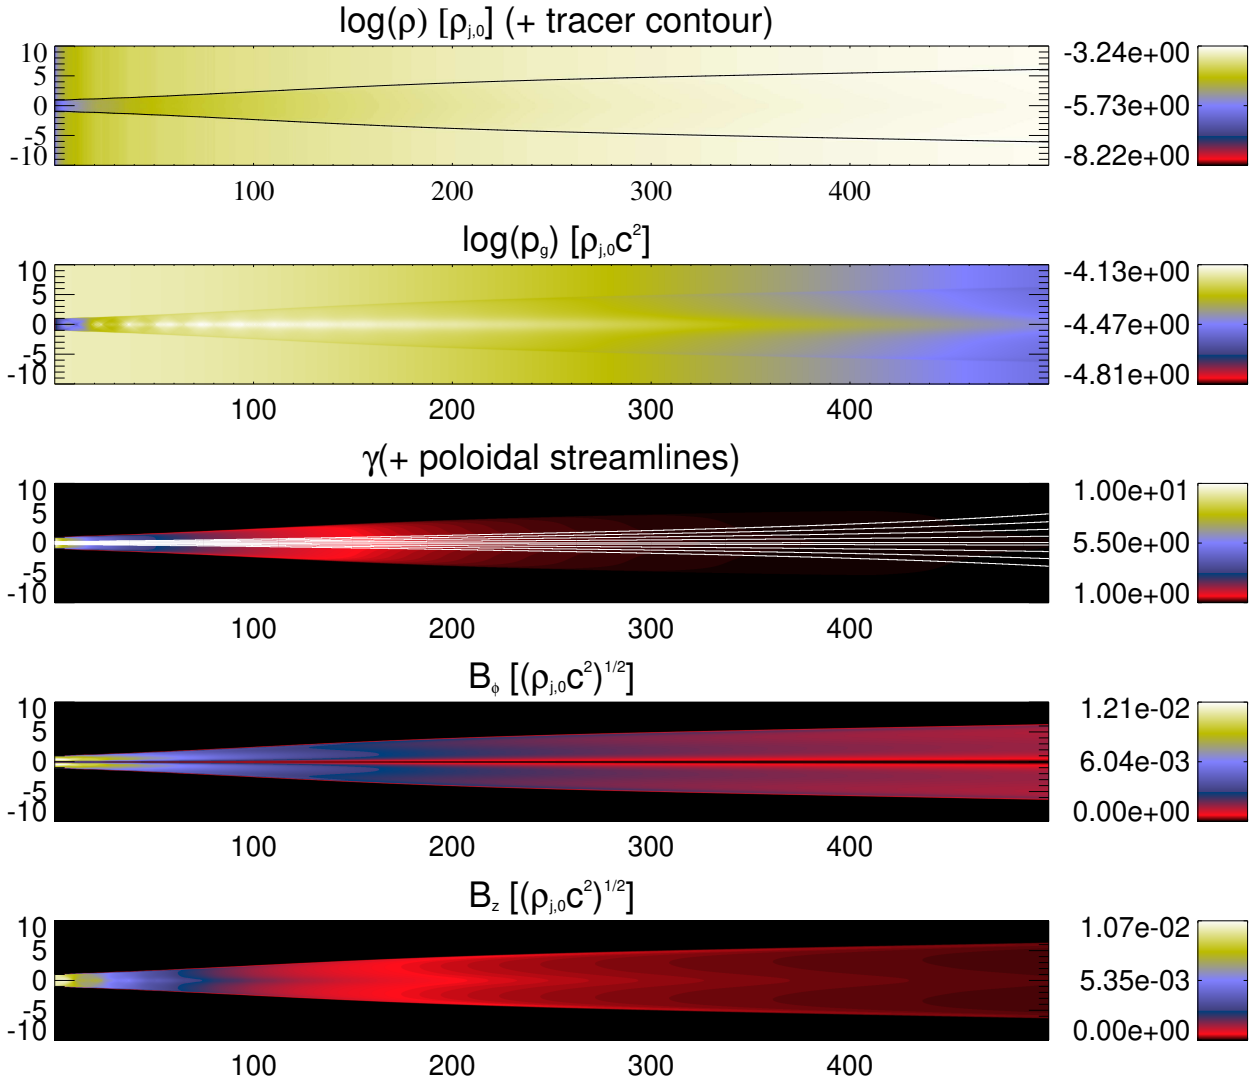 log(ρ) [ρj,0] (+ tracer contour)
10
5
0
-5
-10
100 200 300 400
-3.24e+00
-5.73e+00
-8.22e+00
log(pg) [ρj,0c²]
10
5
0
-5
-10
100 200 300 400
-4.13e+00
-4.47e+00
-4.81e+00
γ(+ poloidal streamlines)
10
5
0
-5
-10
100 200 300 400
1.00e+01
5.50e+00
1.00e+00
Bϕ [(ρj,0c²)1/2]
10
5
0
-5
-10
100 200 300 400
1.21e-02
6.04e-03
0.00e+00
Bz [(ρj,0c²)1/2]
10
5
0
-5
-10
100 200 300 400
1.07e-02
5.35e-03
0.00e+00